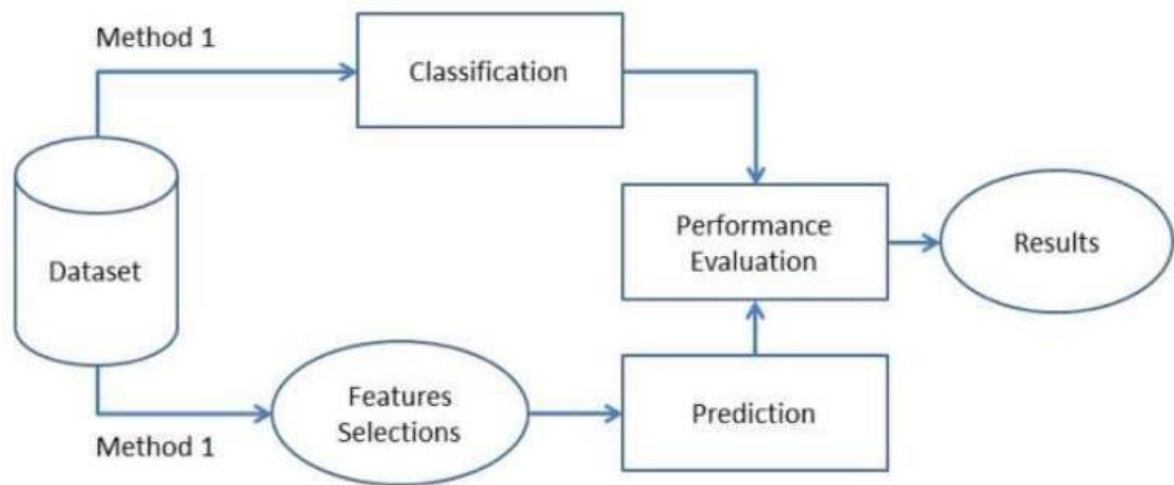 Method 1
Classification
Dataset
Performance
Evaluation
Results
Features
Selections
Prediction
Method 1